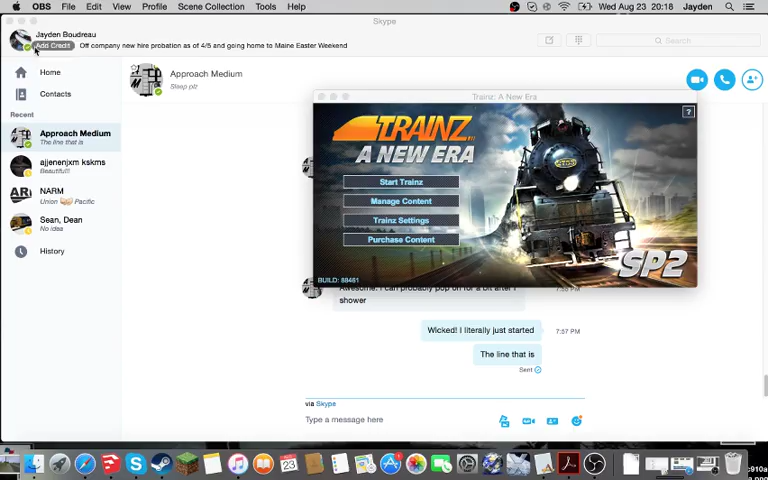 OBS File Edit View Profile Scene Collection Tools Help
Wed Aug 23 20:18 Jayden
Skype
Jayden Boudreau
Add Credit Off company new hire probation as of 4/5 and going home to Maine Easter Weekend
Search
Home
Contacts
Recent
Approach Medium
The line that is
ajjenenjxm kskms
Beautiful!
NARM
Union Pacific
Sean, Dean
No idea
History
Approach Medium
Sleep plz
Trainz: A New Era
?
TRAINZ
A NEW ERA
Start Trainz
Manage Content
Trainz Settings
Purchase Content
SP2
BUILD: 88461
Awesome. I can probably pop on for a bit after I
shower
Wicked! I literally just started
7:57 PM
The line that is
Sent
via Skype
Type a message here